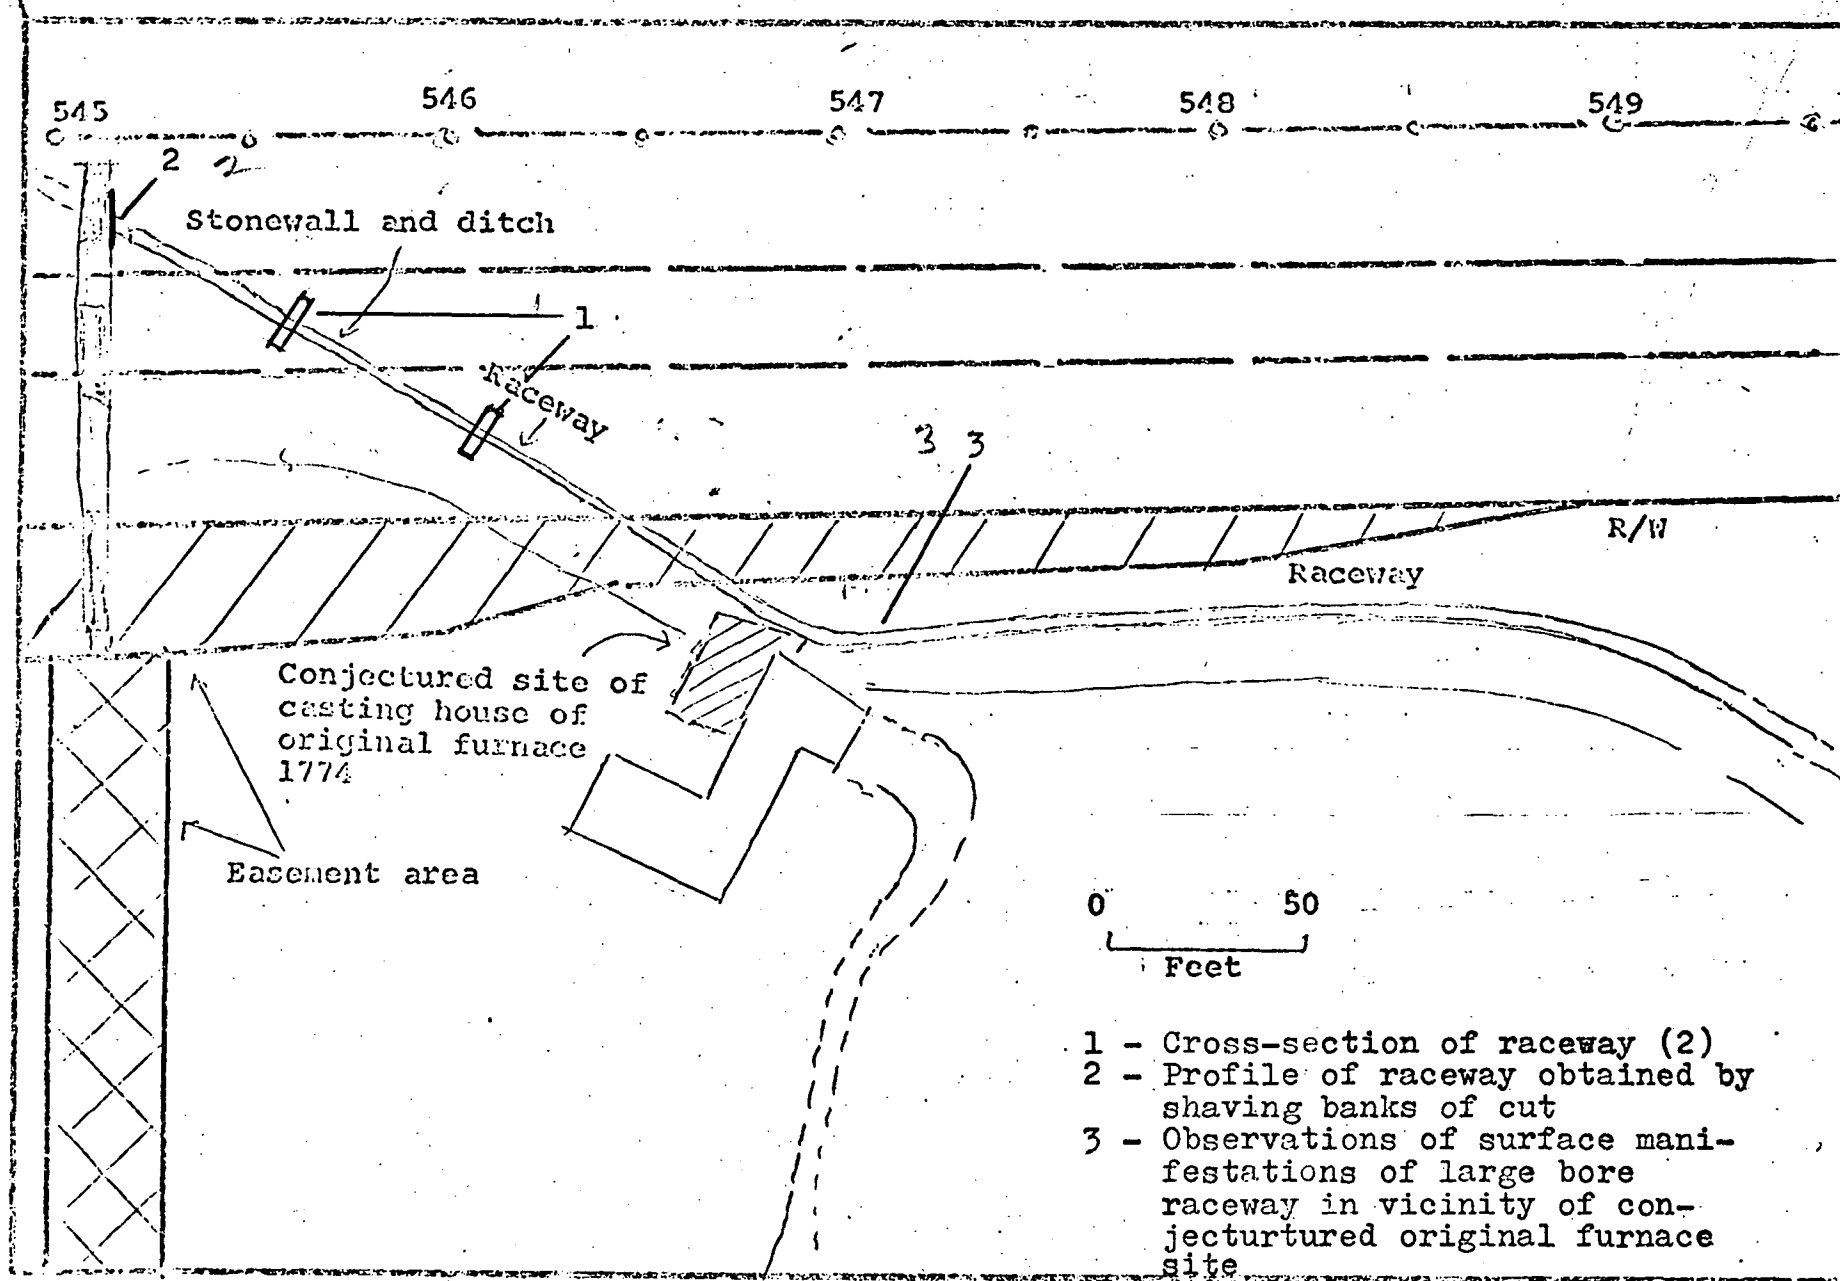 545
546
547
548
549
2 2
Stonewall and ditch
1
Raceway
3 3
R/W
Raceway
Conjectured site of
casting house of
original furnace
1774
Easement area
0 50
Feet
1 - Cross-section of raceway (2)
2 - Profile of raceway obtained by
shaving banks of cut
3 - Observations of surface mani-
festations of large bore
raceway in vicinity of con-
jecturtured original furnace
site